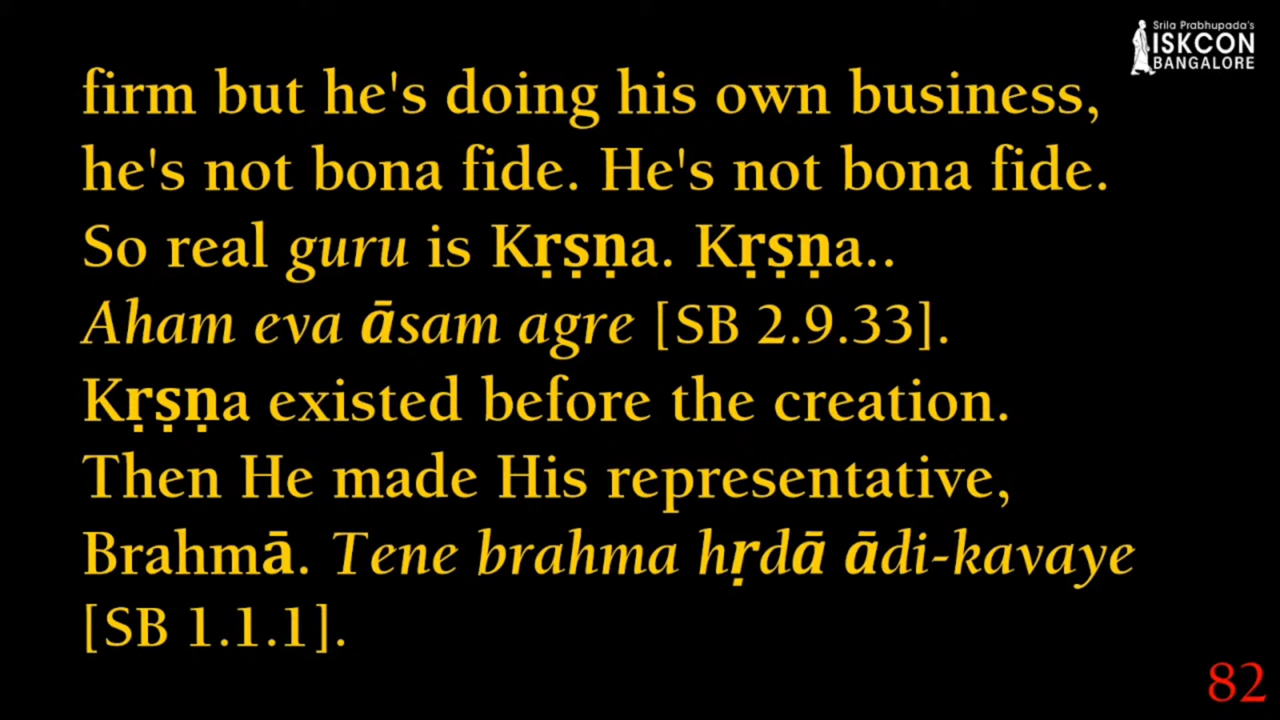 Srila Prabhupada's
ISKCON
BANGALORE
firm but he's doing his own business,
he's not bona fide. He's not bona fide.
So real guru is Kṛṣṇa. Kṛṣṇa..
Aham eva āsam agre [SB 2.9.33].
Kṛṣṇa existed before the creation.
Then He made His representative,
Brahmā. Tene brahma hṛdā ādi-kavaye
[SB 1.1.1].
82